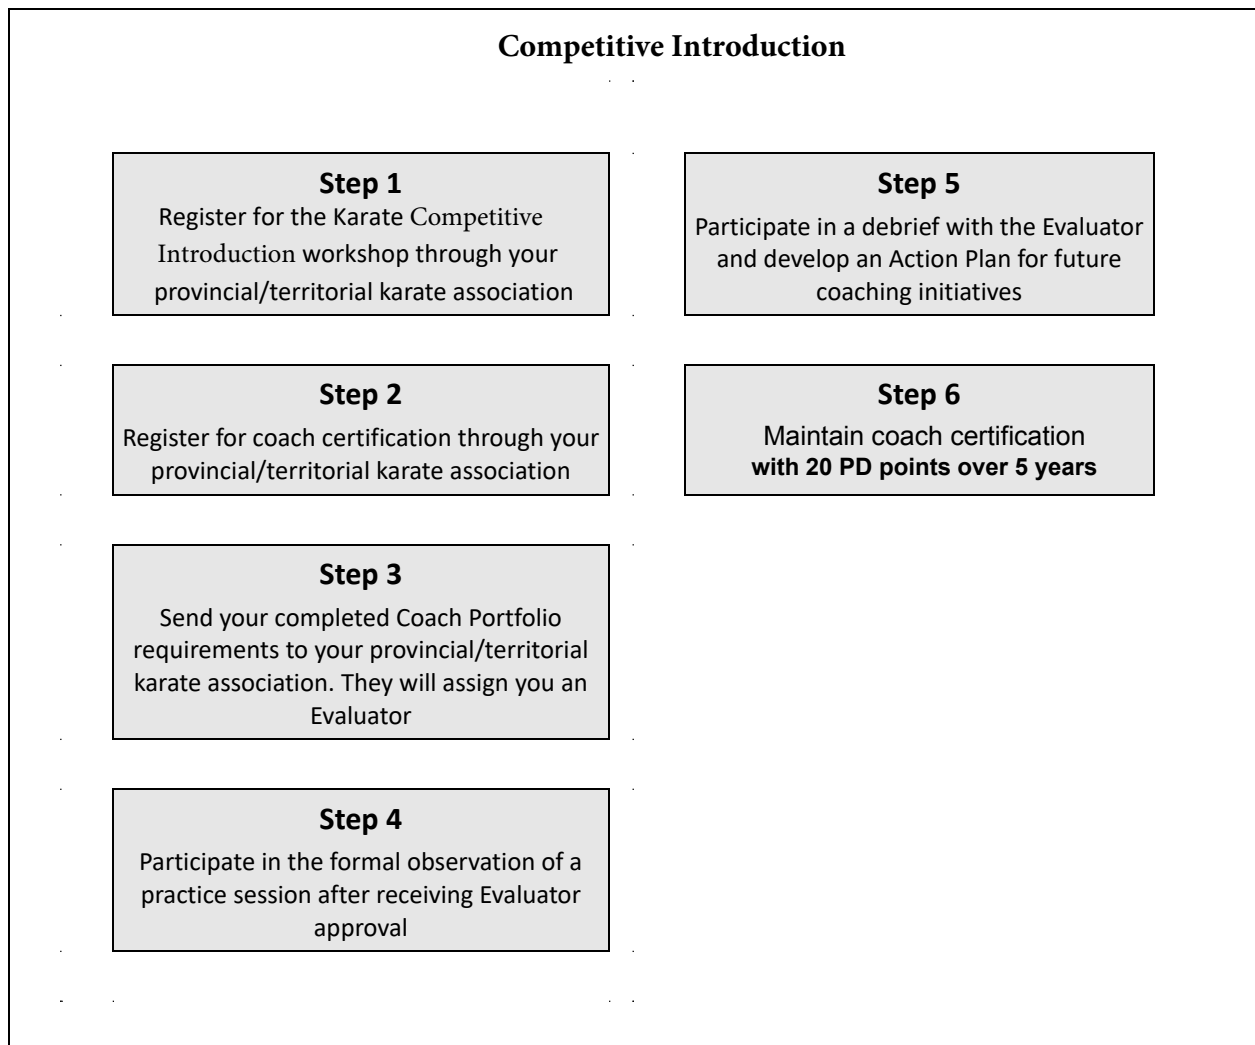 Competitive Introduction
Step 1
Register for the Karate Competitive
Introduction workshop through your
provincial/territorial karate association
Step 2
Register for coach certification through your
provincial/territorial karate association
Step 3
Send your completed Coach Portfolio
requirements to your provincial/territorial
karate association. They will assign you an
Evaluator
Step 4
Participate in the formal observation of a
practice session after receiving Evaluator
approval
Step 5
Participate in a debrief with the Evaluator
and develop an Action Plan for future
coaching initiatives
Step 6
Maintain coach certification
with 20 PD points over 5 years